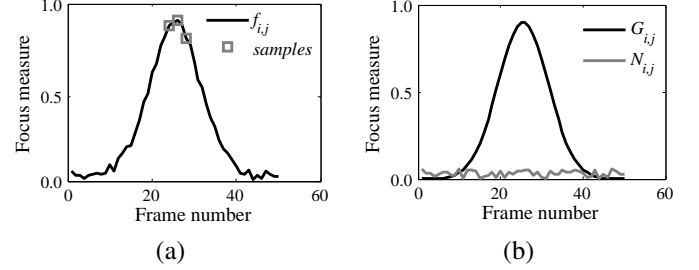 1.0
0.5
0.0
0
20
40
60
Focus measure
Frame number
f_{i,j}
samples
(a)
1.0
0.5
0.0
0
20
40
60
Focus measure
Frame number
G_{i,j}
N_{i,j}
(b)